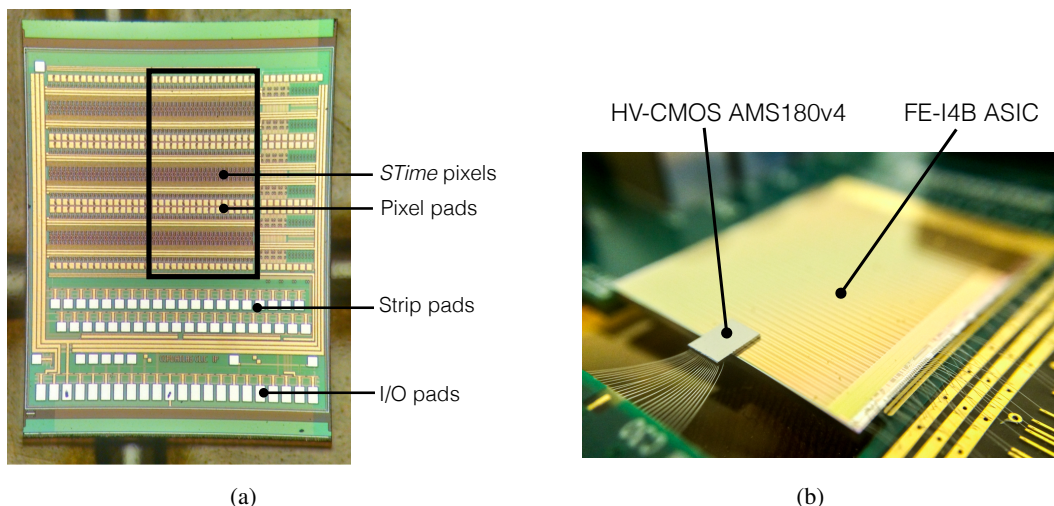 STime pixels
Pixel pads
Strip pads
I/O pads
(a)
HV-CMOS AMS180v4
FE-I4B ASIC
(b)